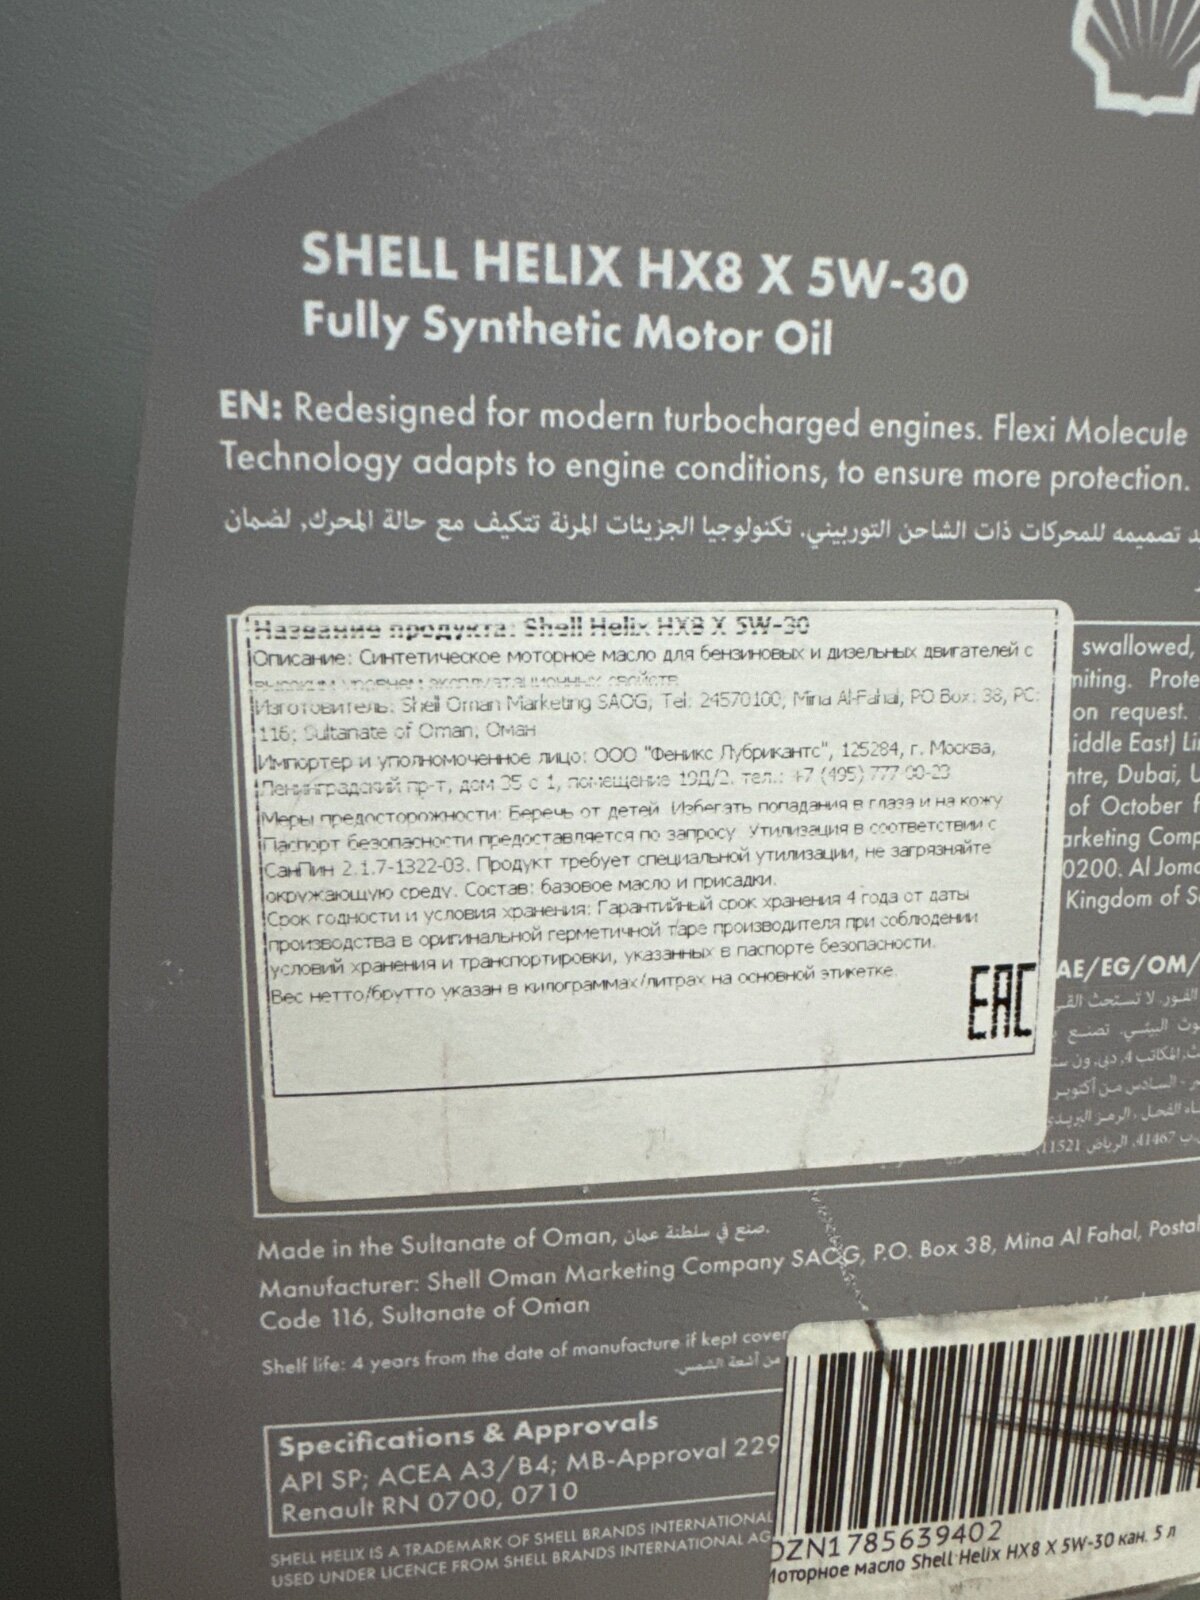 SHELL HELIX HX8 X 5W-30
Fully Synthetic Motor Oil
EN: Redesigned for modern turbocharged engines. Flexi Molecule
Technology adapts to engine conditions, to ensure more protection.
تصميمه للمحركات ذات الشاحن التوربيني. تكنولوجيا الجزيئات المرنة تتكيف مع حالة المحرك, لضمان
Название продукта: Shell Helix HX8 X 5W-30
Описание: Синтетическое моторное масло для бензиновых и дизельных двигателей с
высоким уровнем эксплуатационных свойств
Изготовитель: Shell Oman Marketing SAOG, Tel: 24570100, Mina Al-Fahal, PO Box: 38, PC:
116; Sultanate of Oman, Оман
Импортер и уполномоченное лицо: ООО "Феникс Лубрикантс", 125284, г. Москва,
Ленинградский пр-т, дом 35 с 1, помещение 19Д/2. тел.: +7 (495) 777-00-23
Меры предосторожности: Беречь от детей. Избегать попадания в глаза и на кожу
Паспорт безопасности предоставляется по запросу. Утилизация в соответствии с
СанПин 2.1.7-1322-03. Продукт требует специальной утилизации, не загрязняйте
окружающую среду. Состав: базовое масло и присадки.
Срок годности и условия хранения: Гарантийный срок хранения 4 года от даты
производства в оригинальной герметичной таре производителя при соблюдении
условий хранения и транспортировки, указанных в паспорте безопасности.
Вес нетто/брутто указан в килограммах/литрах на основной этикетке.
EAC
swallowed,
miting. Prote
on request.
iddle East) Li
ntre, Dubai, U
of October
arketing Comp
0200. Al Joma
Kingdom of S
AE/EG/OM/
الفور. لا تستحث القي
Made in the Sultanate of Oman, صنع في سلطنة عمان.
Manufacturer: Shell Oman Marketing Company SAOG, P.O. Box 38, Mina Al Fahal, Postal
Code 116, Sultanate of Oman
Shelf life: 4 years from the date of manufacture if kept cover
من أشعة الشمس.
Specifications & Approvals
API SP; ACEA A3/B4; MB-Approval 229
Renault RN 0700, 0710
SHELL HELIX IS A TRADEMARK OF SHELL BRANDS INTERNATIONAL
USED UNDER LICENCE FROM SHELL BRANDS INTERNATIONAL AG
OZN1785639402
Моторное масло Shell Helix HX8 X 5W-30 кан. 5 л